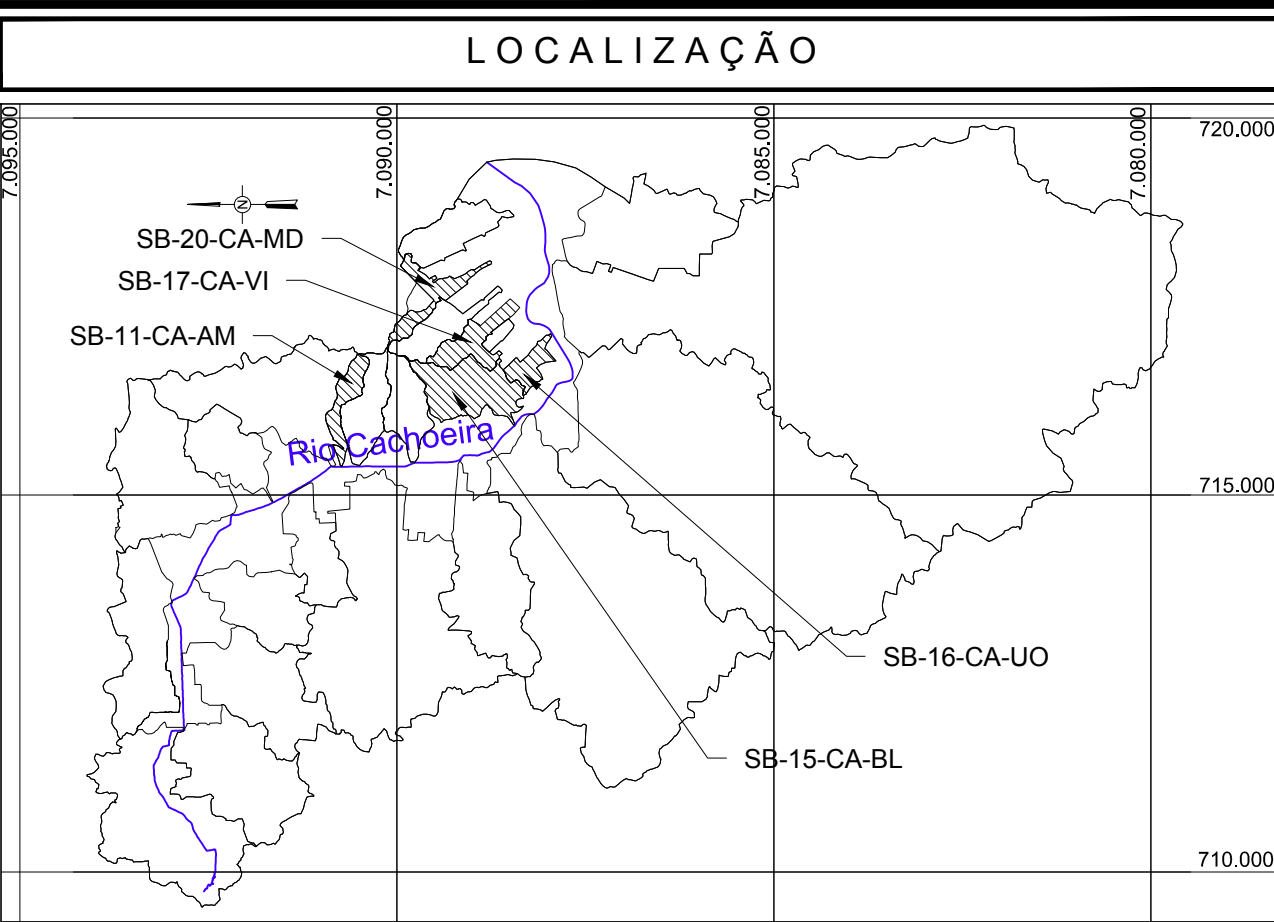 LOCALIZAÇÃO
7.095.000
7.090.000
7.085.000
7.080.000
720.000
N
SB-20-CA-MD
SB-17-CA-VI
SB-11-CA-AM
Rio Cachoeira
715.000
SB-16-CA-UO
SB-15-CA-BL
710.000